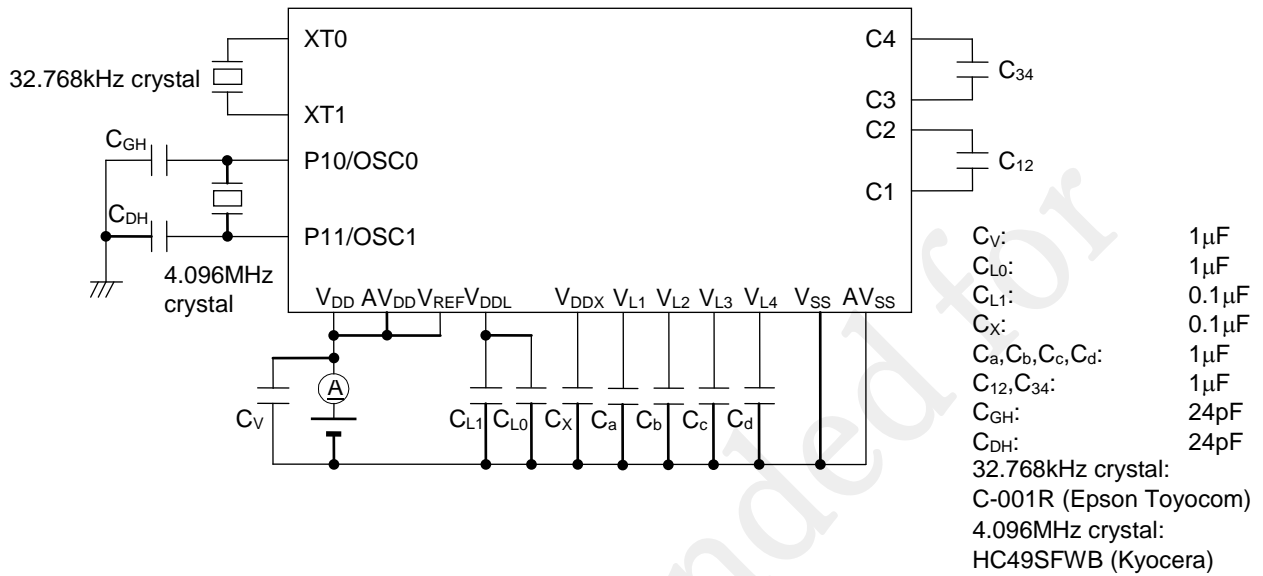 XT0
C4
32.768kHz crystal
C34
XT1
C3
C2
CGH
P10/OSC0
C12
C1
CDH
P11/OSC1
4.096MHz
crystal
VDD AVDD VREF VDDL VDDX VL1 VL2 VL3 VL4 VSS AVSS
A
CV CL1 CL0 CX Ca Cb Cc Cd
CV: 1μF
CL0: 1μF
CL1: 0.1μF
CX: 0.1μF
Ca,Cb,Cc,Cd: 1μF
C12,C34: 1μF
CGH: 24pF
CDH: 24pF
32.768kHz crystal:
C-001R (Epson Toyocom)
4.096MHz crystal:
HC49SFWB (Kyocera)
nded for